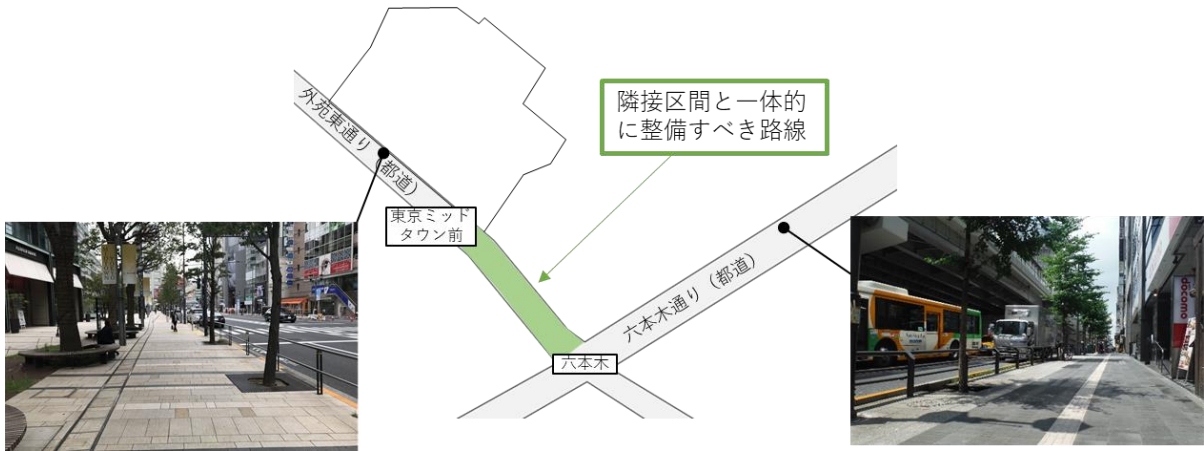 隣接区間と一体的
に整備すべき路線
外苑東通り（都道）
東京ミッド
タウン前
六本木通り（都道）
六本木
docomo